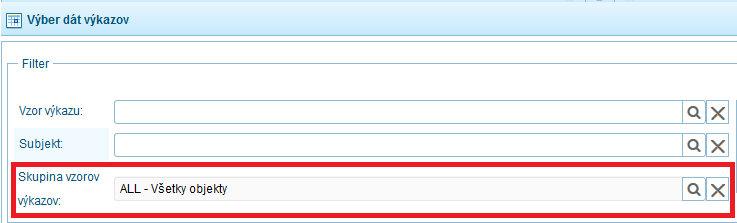 Výber dát výkazov
Filter
Vzor výkazu:
Subjekt:
Skupina vzorov
výkazov:
ALL - Všetky objekty